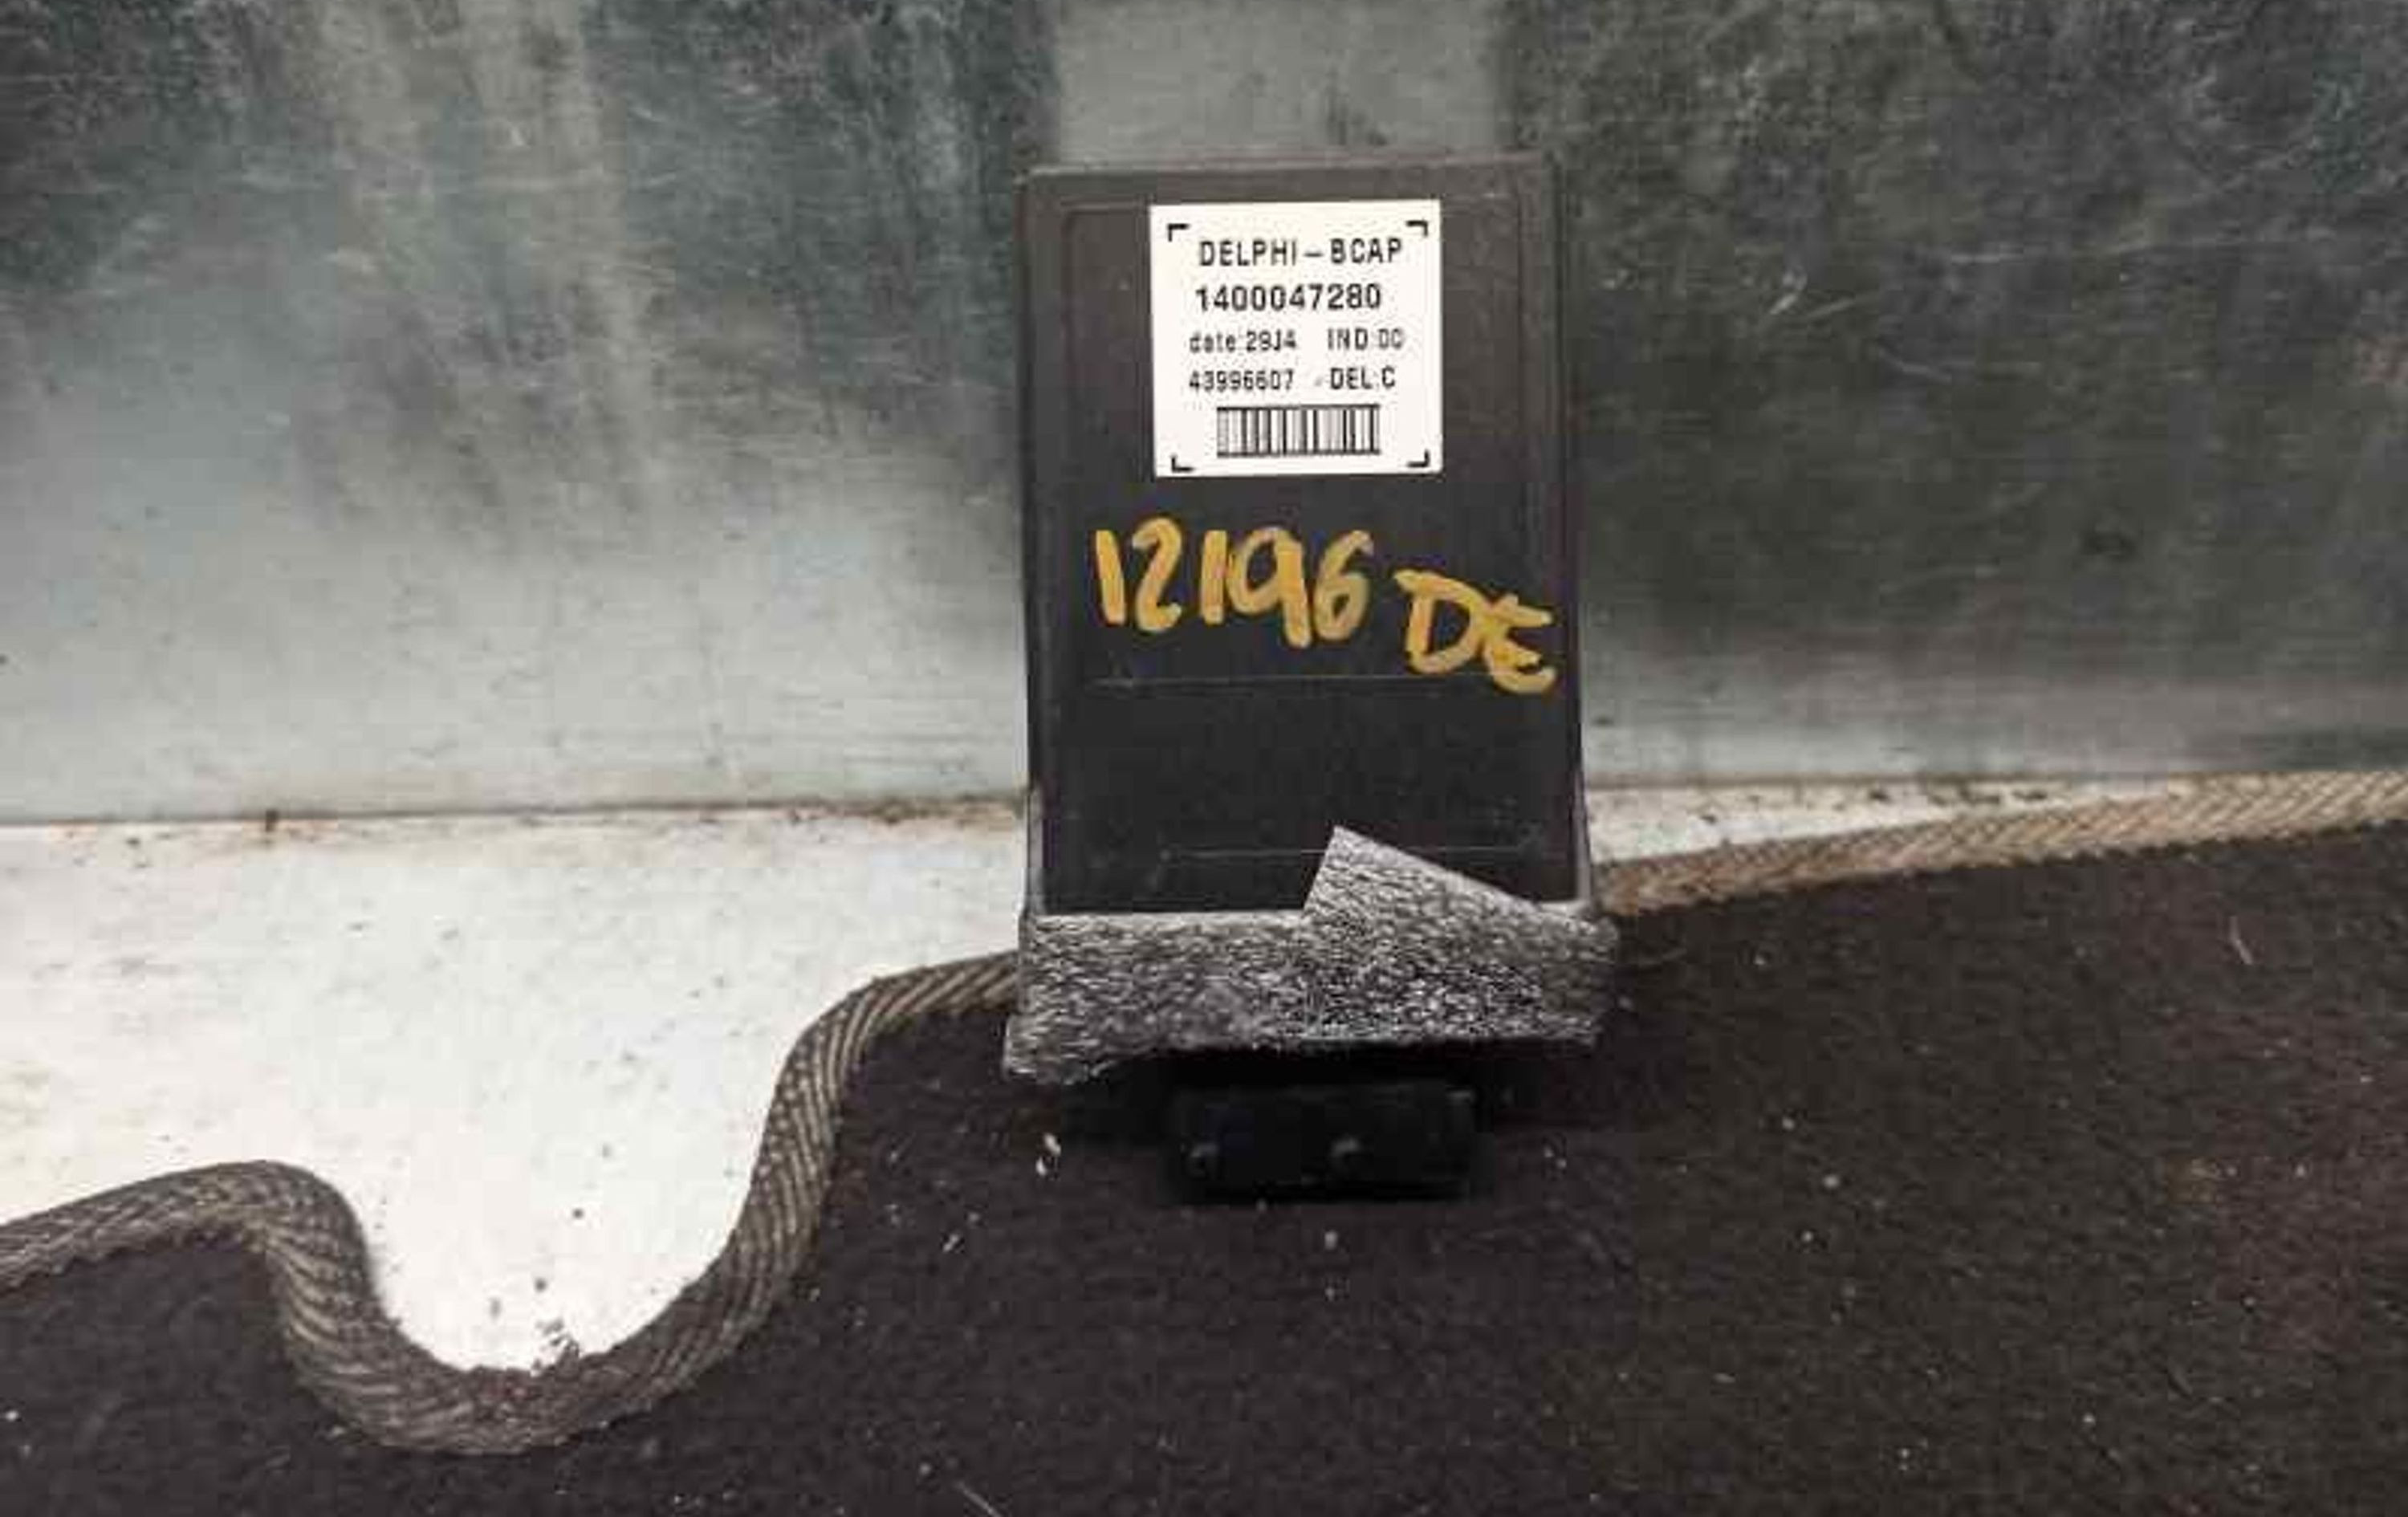 DELPHI-BCAP
1400047280
date:29J4 IND:00
43996607 -DEL:C
12196 DE